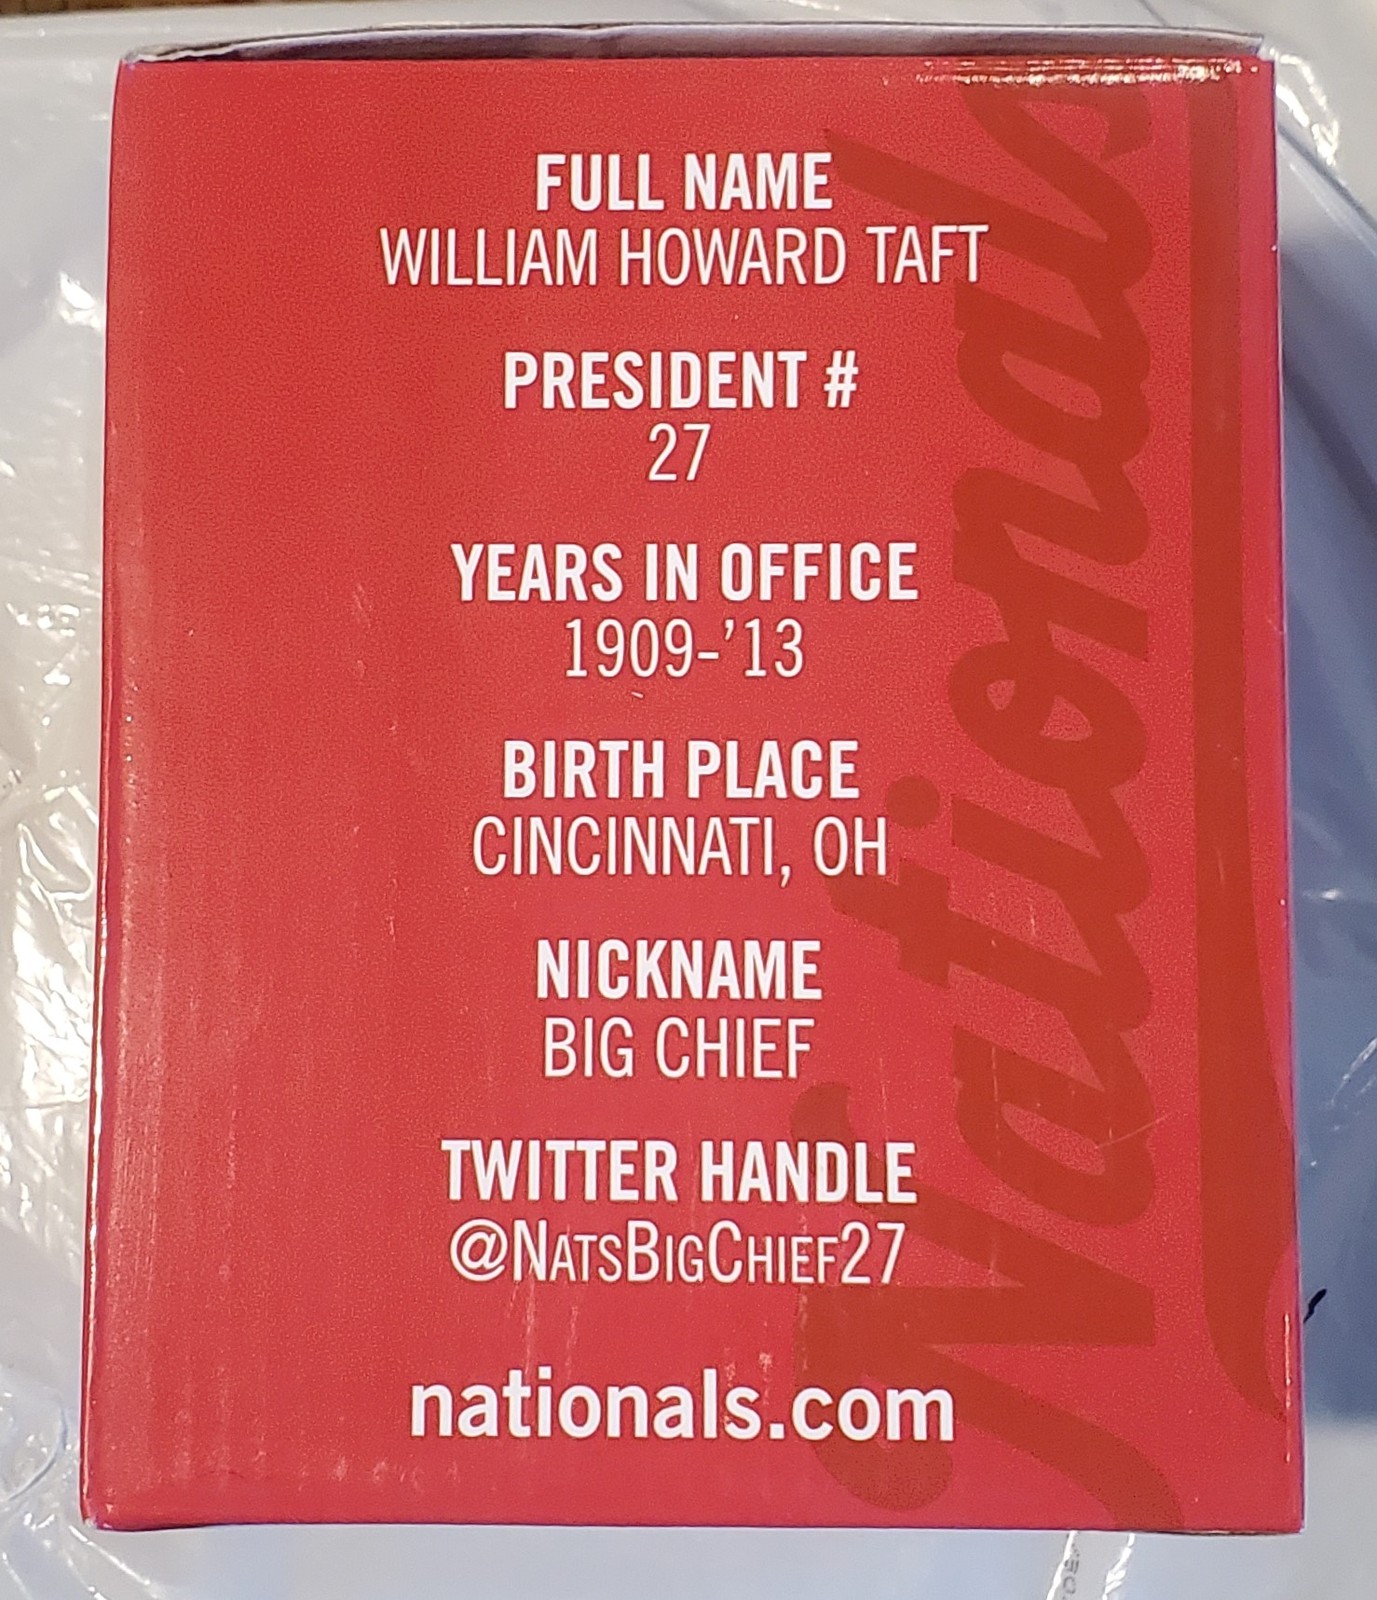 FULL NAME
WILLIAM HOWARD TAFT
PRESIDENT #
27
YEARS IN OFFICE
1909-'13
BIRTH PLACE
CINCINNATI, OH
NICKNAME
BIG CHIEF
TWITTER HANDLE
@NATSBIGCHIEF27
nationals.com
Nationals